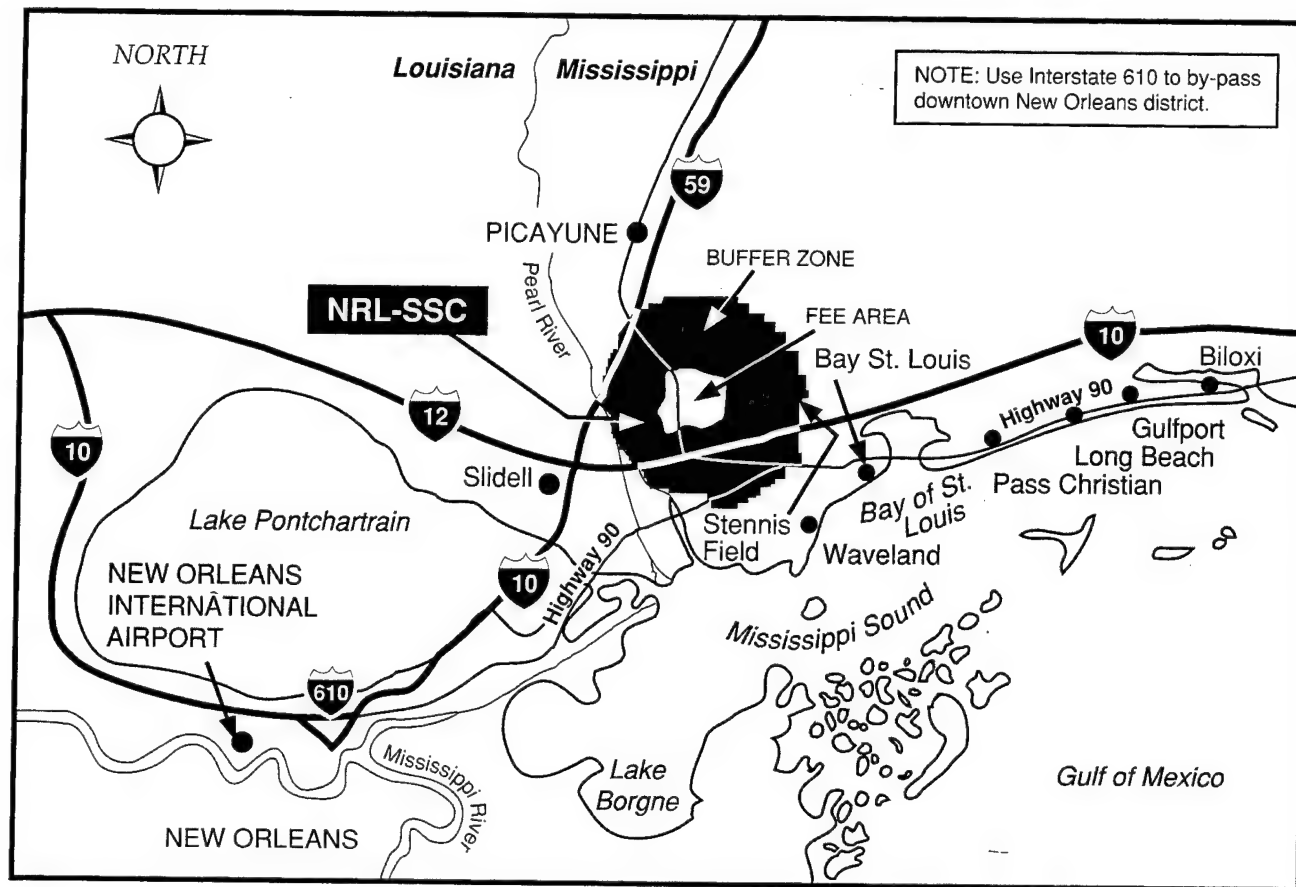 NORTH
Louisiana Mississippi
NOTE: Use Interstate 610 to by-pass
downtown New Orleans district.
59
PICAYUNE
BUFFER ZONE
Pearl River
NRL-SSC
FEE AREA
10
Bay St. Louis
Biloxi
Highway 90
12
10
Gulfport
Long Beach
Pass Christian
Slidell
Bay of St.
Louis
Lake Pontchartrain
Stennis
Field
Waveland
Highway 90
10
NEW ORLEANS
INTERNÂTIONAL
AIRPORT
Mississippi Sound
610
Mississippi River
Lake
Borgne
Gulf of Mexico
NEW ORLEANS